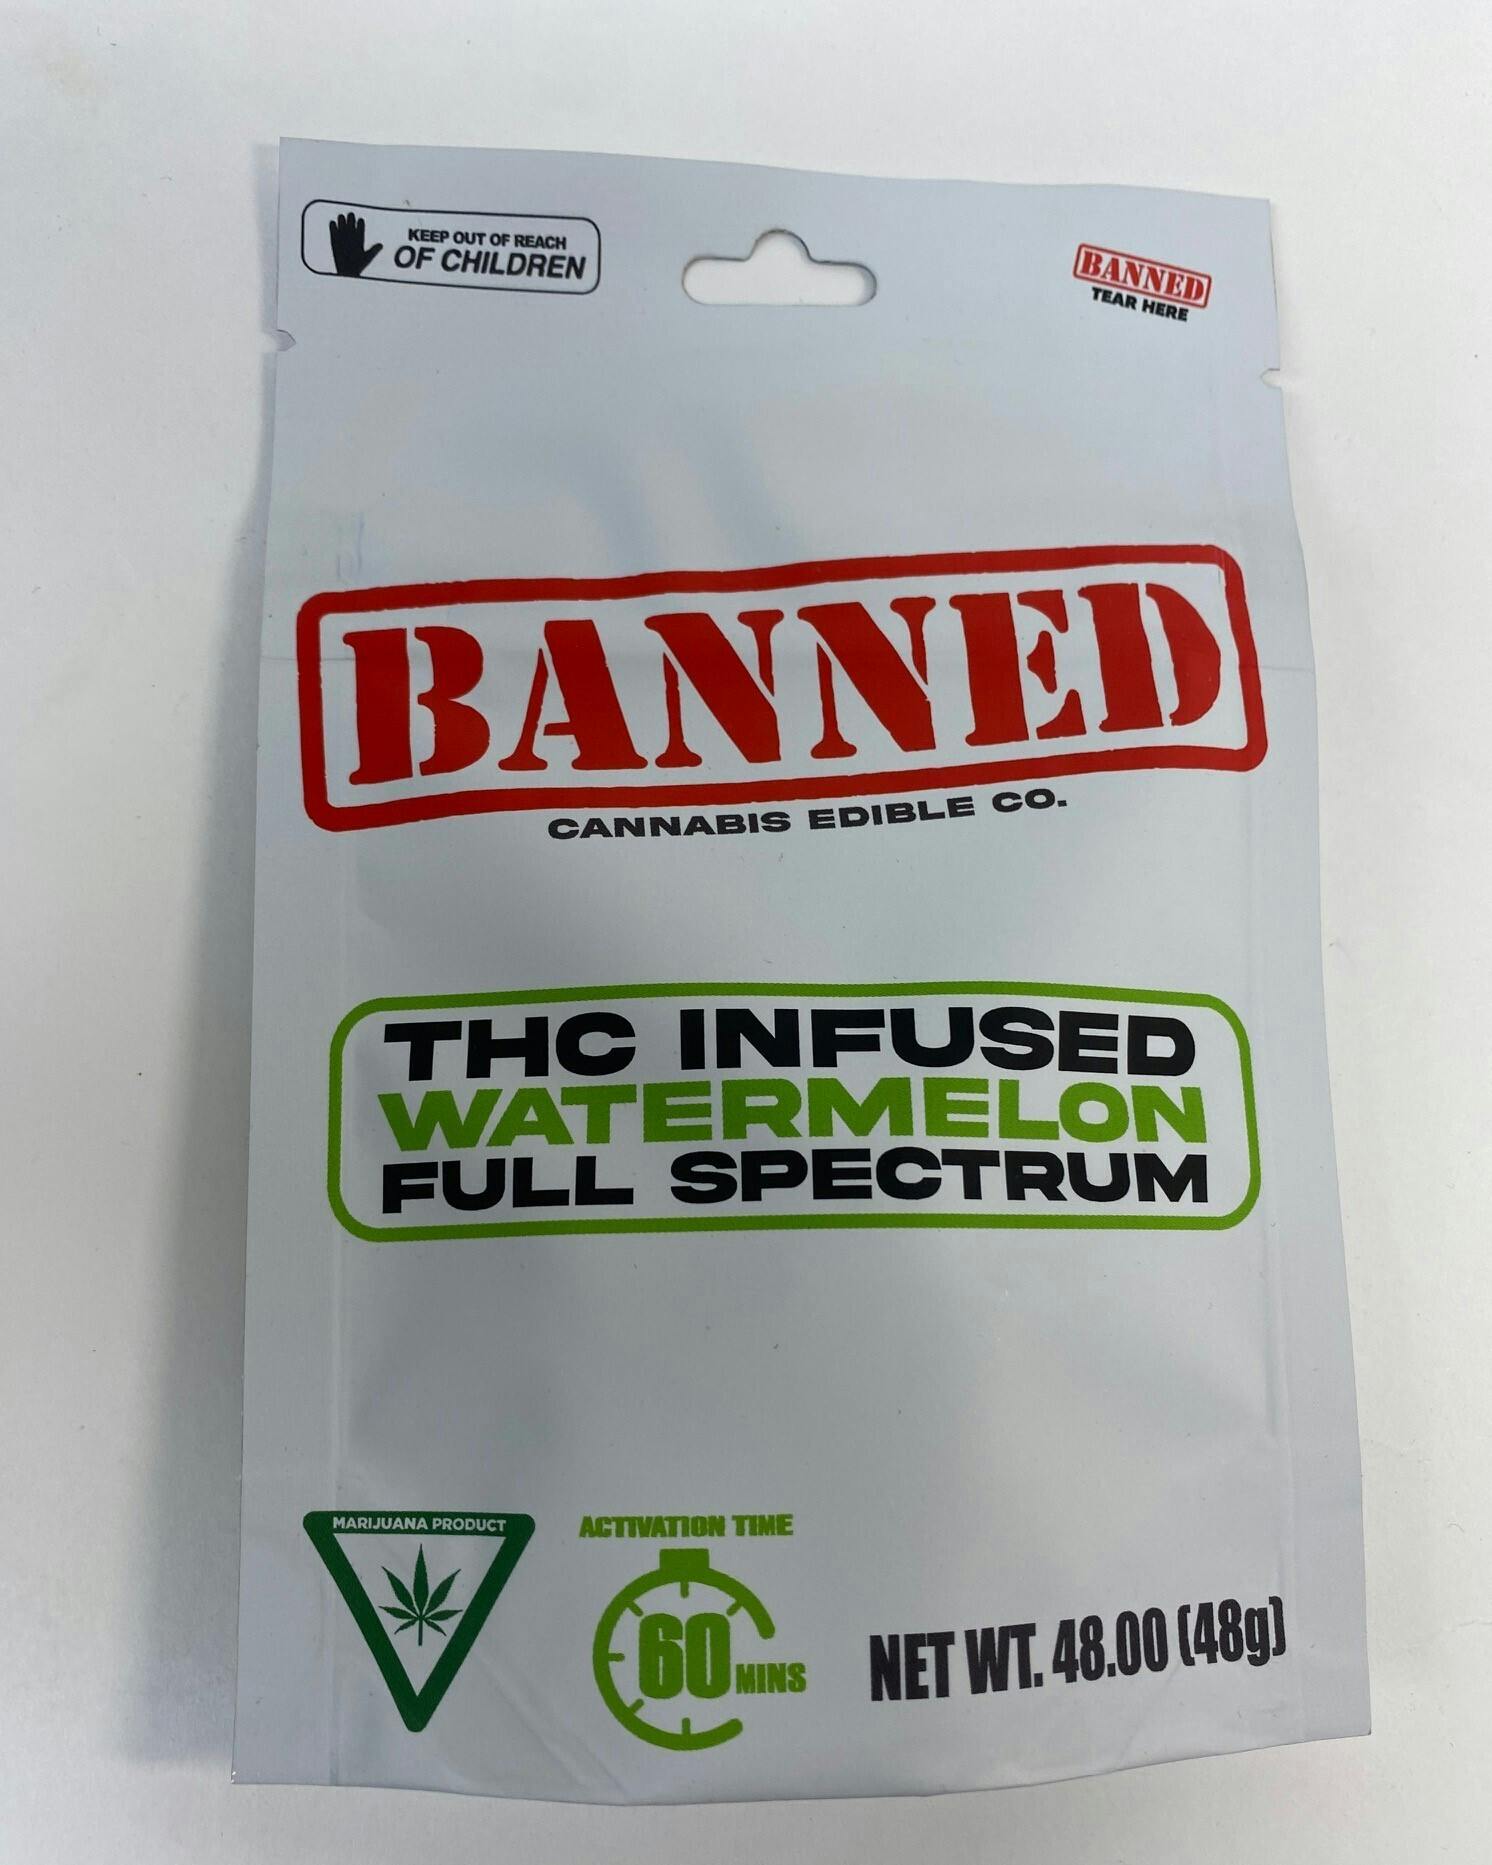 KEEP OUT OF REACH
OF CHILDREN
BANNED
TEAR HERE
BANNED
CANNABIS EDIBLE CO.
THC INFUSED
WATERMELON
FULL SPECTRUM
MARIJUANA PRODUCT
ACTIVATION TIME
60 MINS
NET WT. 48.00 (48g)